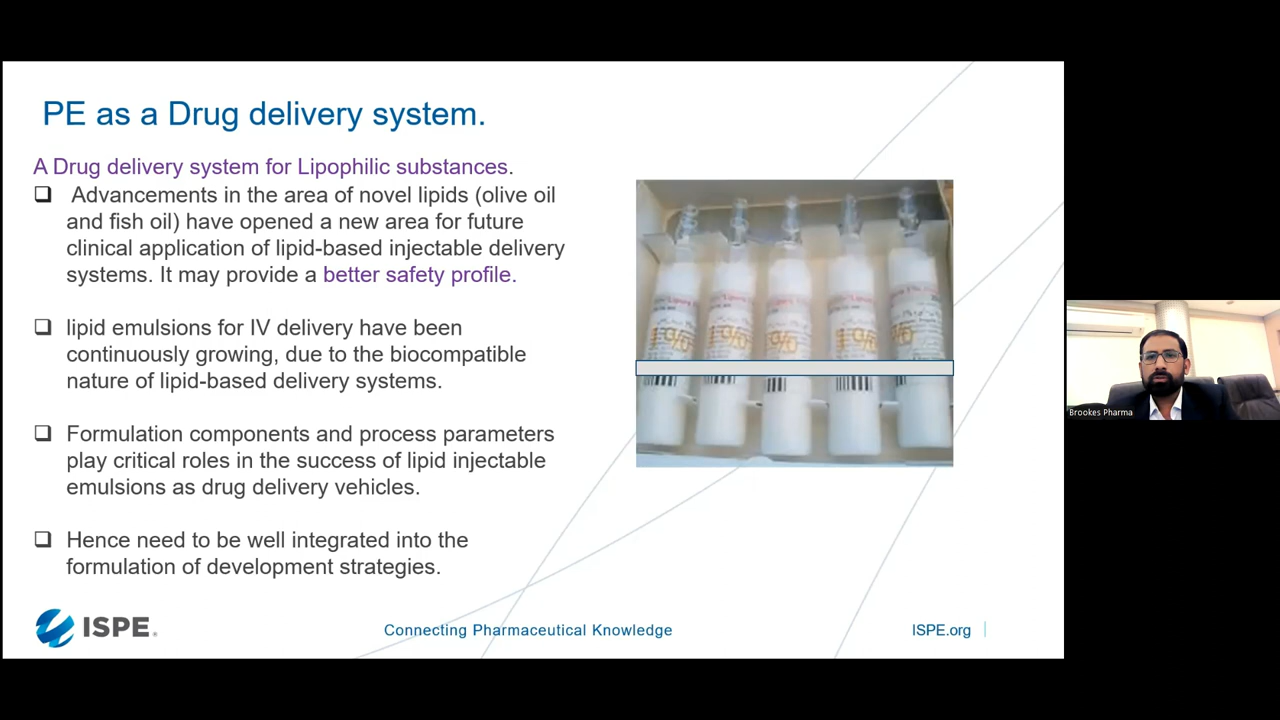 PE as a Drug delivery system.
A Drug delivery system for Lipophilic substances.
Advancements in the area of novel lipids (olive oil
and fish oil) have opened a new area for future
clinical application of lipid-based injectable delivery
systems. It may provide a better safety profile.
lipid emulsions for IV delivery have been
continuously growing, due to the biocompatible
nature of lipid-based delivery systems.
Formulation components and process parameters
play critical roles in the success of lipid injectable
emulsions as drug delivery vehicles.
Hence need to be well integrated into the
formulation of development strategies.
ISPE.
Connecting Pharmaceutical Knowledge
ISPE.org
Brookes Pharma